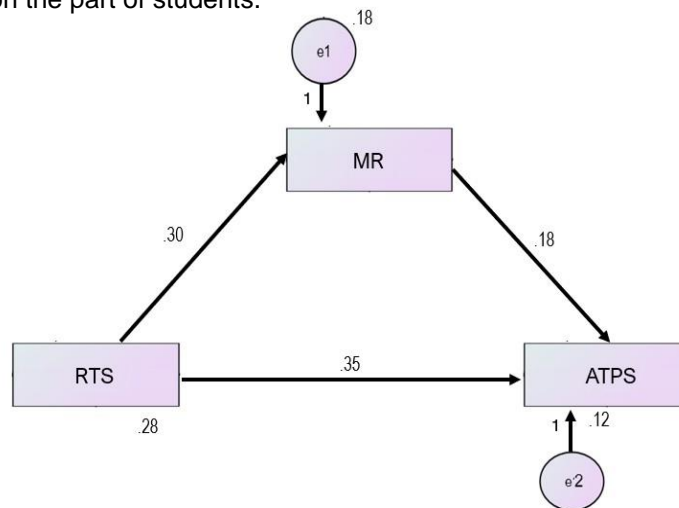 on the part of students.
.18
e1
1
MR
.30
.18
RTS
.35
ATPS
.28
1
.12
e2